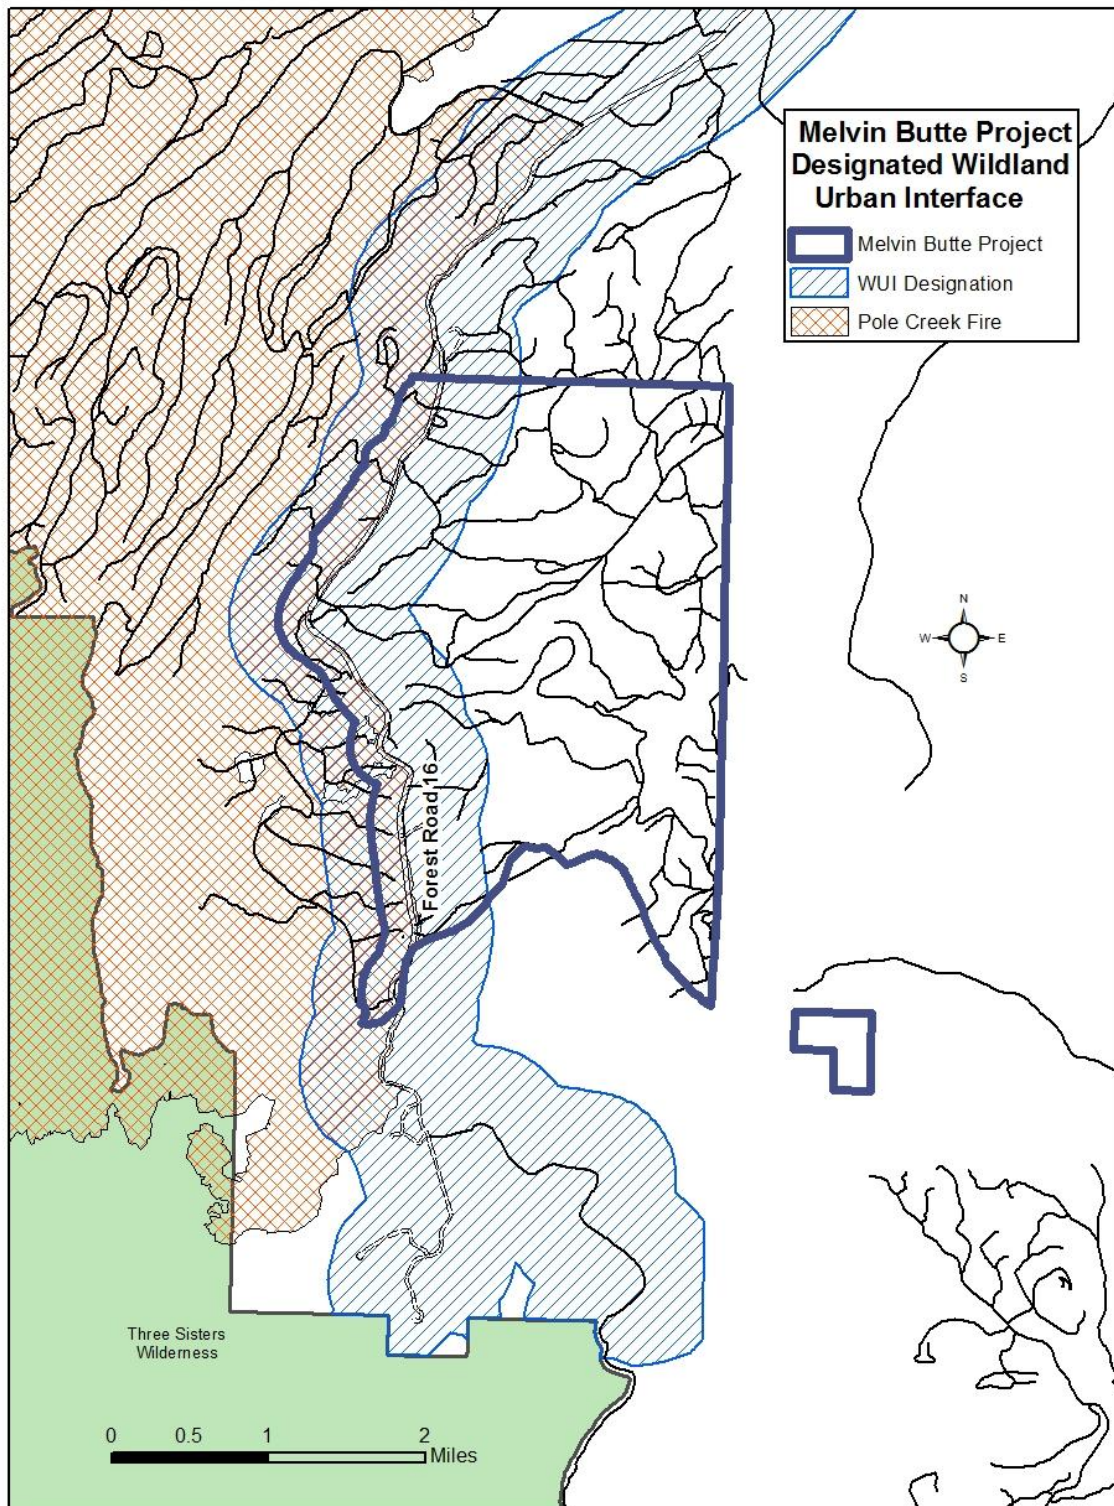 Melvin Butte Project
Designated Wildland
Urban Interface
Melvin Butte Project
WUI Designation
Pole Creek Fire
N
W E
S
Forest Road 16
Three Sisters
Wilderness
0 0.5 1 2
Miles